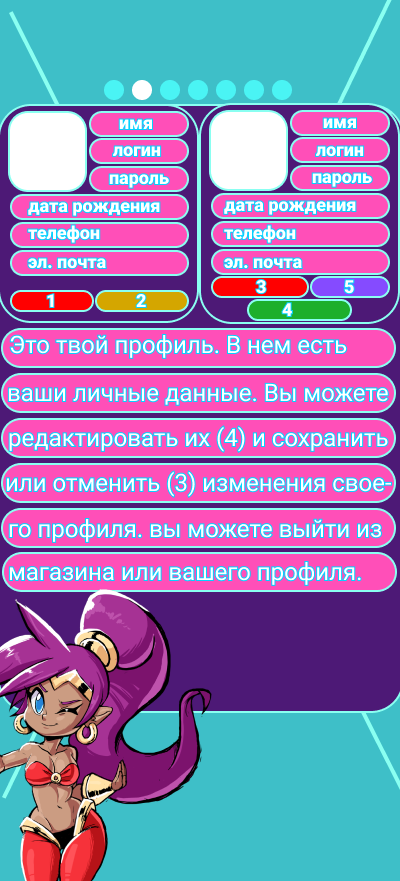 имя
логин
пароль
дата рождения
телефон
эл. почта
1 2
имя
логин
пароль
дата рождения
телефон
эл. почта
3 5
4
Это твой профиль. В нем есть
ваши личные данные. Вы можете
редактировать их (4) и сохранить
или отменить (3) изменения свое-
го профиля. вы можете выйти из
магазина или вашего профиля.